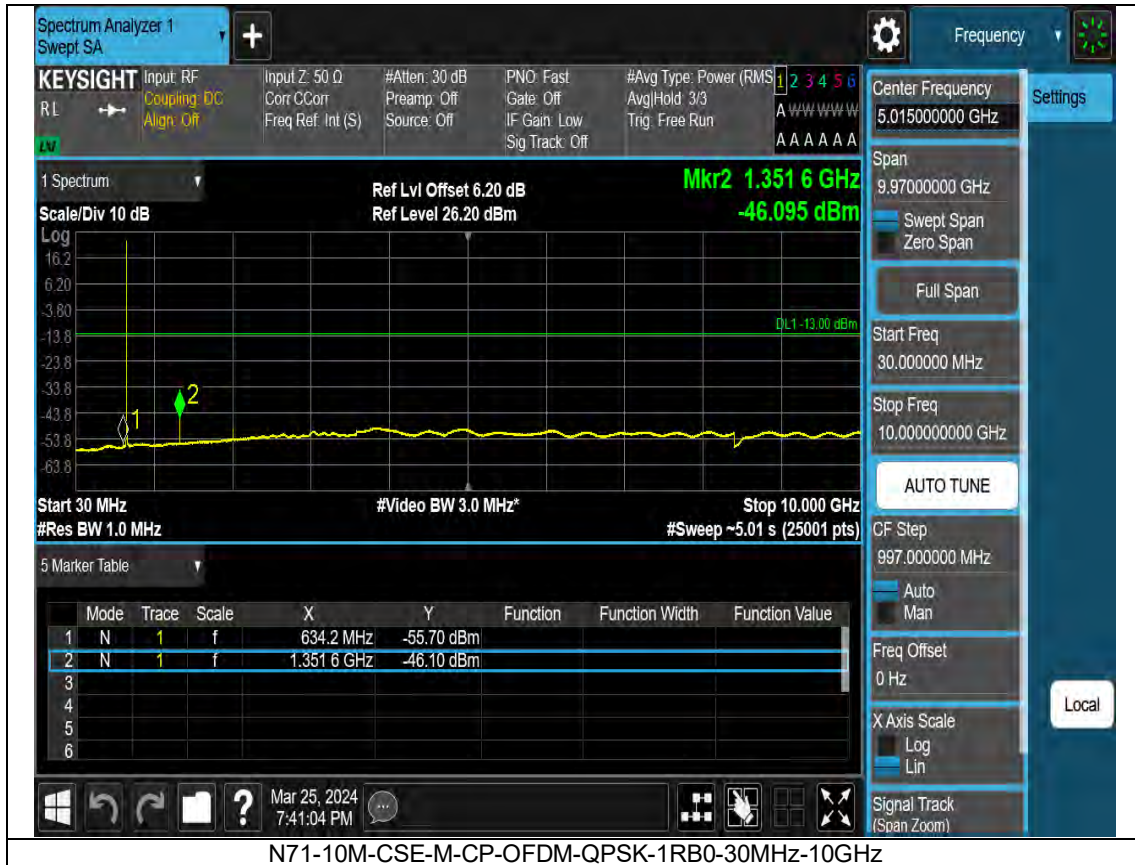 Spectrum Analyzer 1
Swept SA
+
Frequency
KEYSIGHT
RL
Input: RF
Coupling: DC
Align: Off
Input Z: 50 Ω
Corr CCorr
Freq Ref: Int (S)
#Atten: 30 dB
Preamp: Off
Source: Off
PNO: Fast
Gate: Off
IF Gain: Low
Sig Track: Off
#Avg Type: Power (RMS
Avg|Hold: 3/3
Trig: Free Run
1 2 3 4 5 6
A W W W W W
A A A A A A
1 Spectrum
Scale/Div 10 dB
Ref Lvl Offset 6.20 dB
Ref Level 26.20 dBm
Mkr2 1.351 6 GHz
-46.095 dBm
Log
16.2
6.20
-3.80
-13.8
-23.8
-33.8
-43.8
-53.8
-63.8
DL1 -13.00 dBm
1
2
Start 30 MHz
#Res BW 1.0 MHz
#Video BW 3.0 MHz*
Stop 10.000 GHz
#Sweep ~5.01 s (25001 pts)
5 Marker Table
Mode Trace Scale X Y Function Function Width Function Value
1 N 1 f 634.2 MHz -55.70 dBm
2 N 1 f 1.351 6 GHz -46.10 dBm
3
4
5
6
Mar 25, 2024
7:41:04 PM
?
Center Frequency
5.015000000 GHz
Settings
Span
9.97000000 GHz
Swept Span
Zero Span
Full Span
Start Freq
30.000000 MHz
Stop Freq
10.000000000 GHz
AUTO TUNE
CF Step
997.000000 MHz
Auto
Man
Freq Offset
0 Hz
X Axis Scale
Log
Lin
Local
Signal Track
(Span Zoom)
N71-10M-CSE-M-CP-OFDM-QPSK-1RB0-30MHz-10GHz